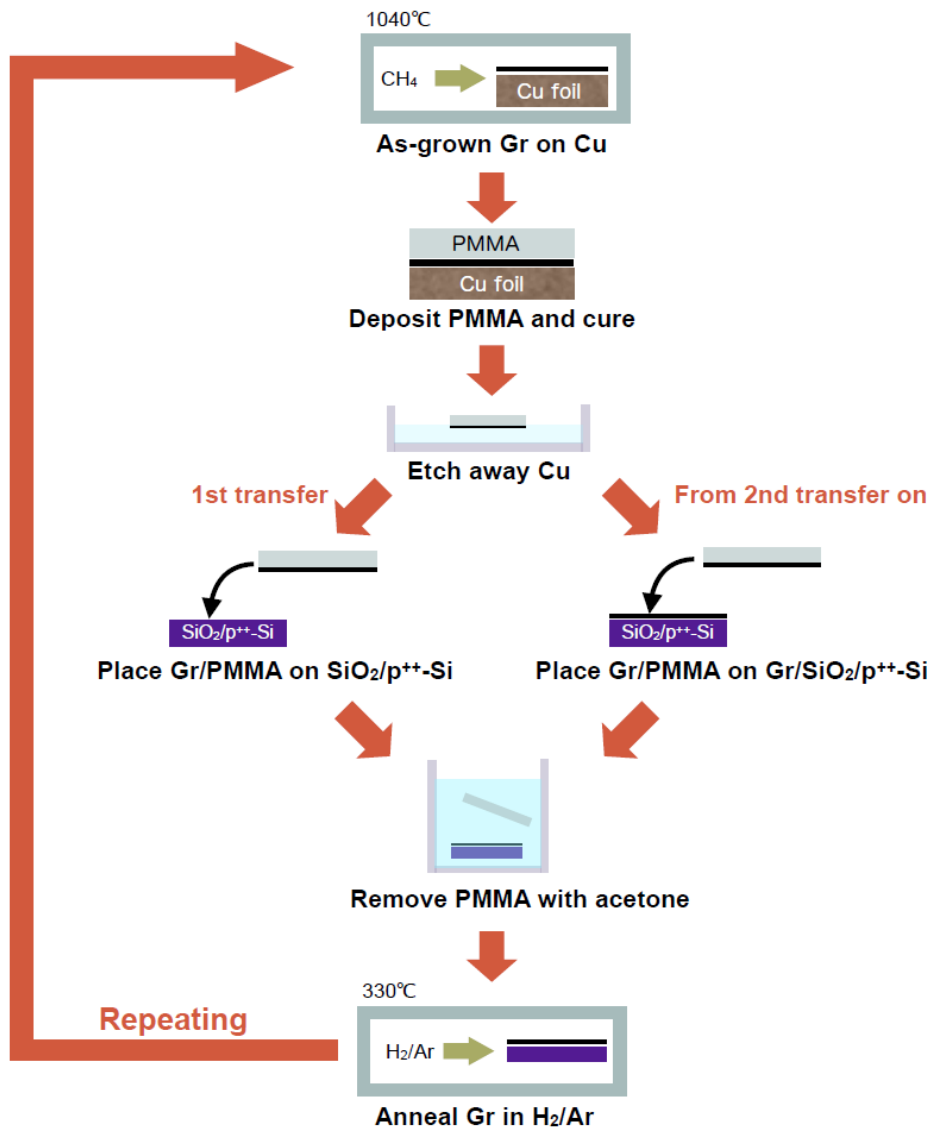 1040℃
CH₄
Cu foil
As-grown Gr on Cu
PMMA
Cu foil
Deposit PMMA and cure
Etch away Cu
1st transfer
From 2nd transfer on
SiO₂/p⁺⁺-Si
SiO₂/p⁺⁺-Si
Place Gr/PMMA on SiO₂/p⁺⁺-Si
Place Gr/PMMA on Gr/SiO₂/p⁺⁺-Si
Remove PMMA with acetone
330℃
Repeating
H₂/Ar
Anneal Gr in H₂/Ar